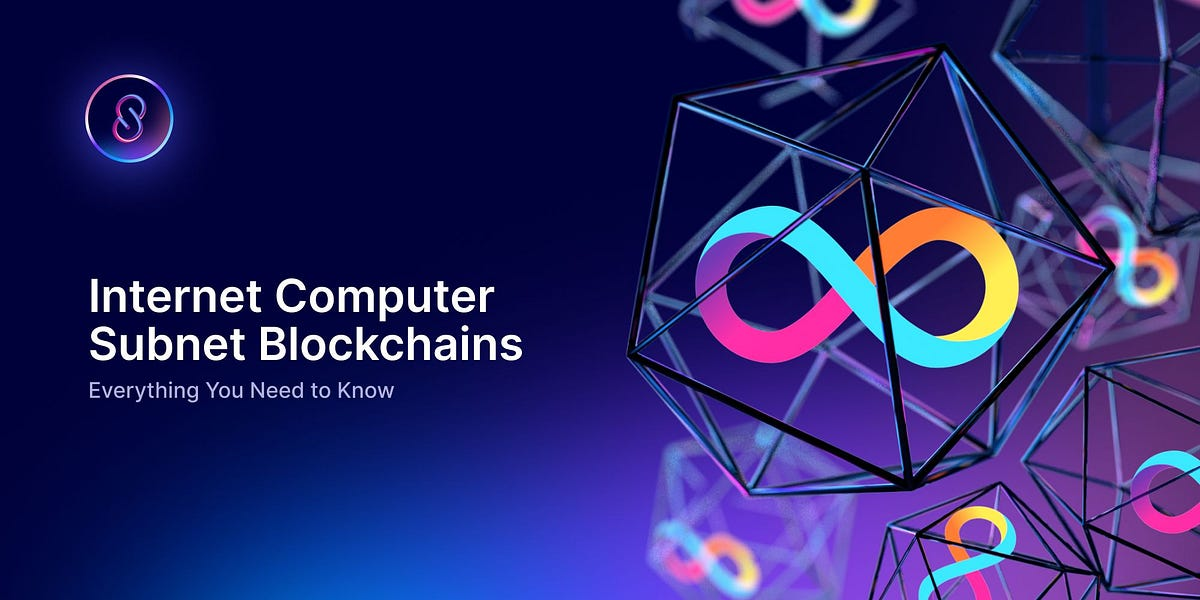 Internet Computer
Subnet Blockchains
Everything You Need to Know